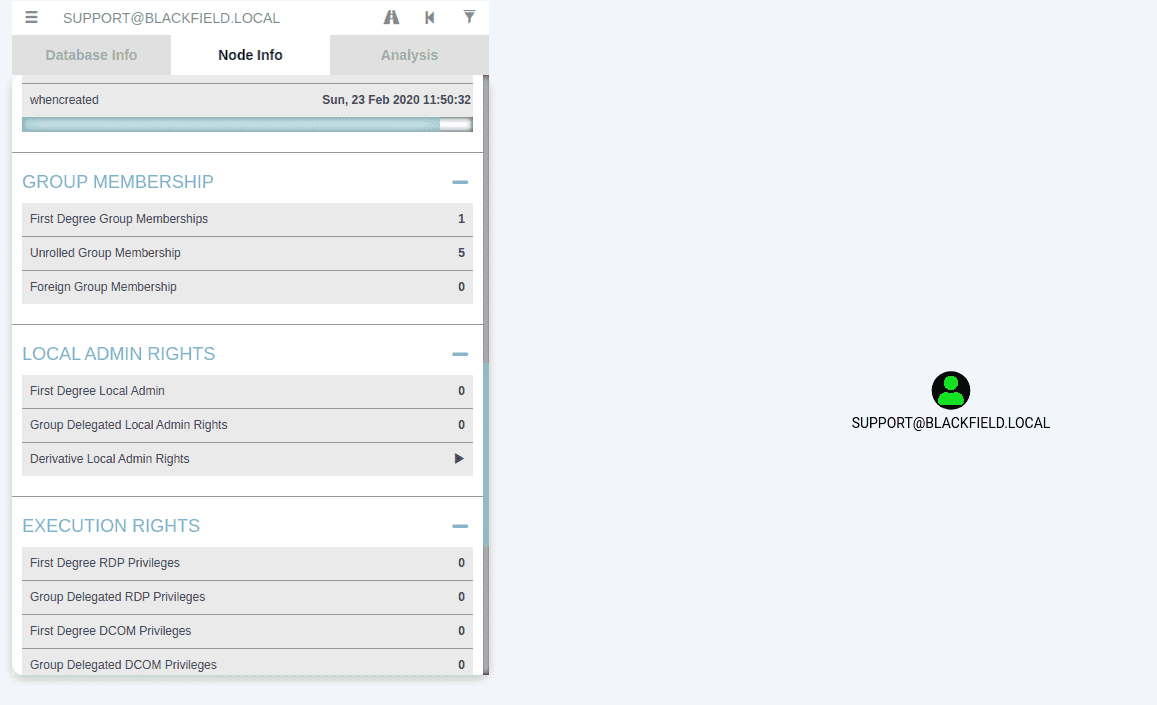 SUPPORT@BLACKFIELD.LOCAL
Database Info Node Info Analysis
whencreated Sun, 23 Feb 2020 11:50:32
GROUP MEMBERSHIP
First Degree Group Memberships 1
Unrolled Group Membership 5
Foreign Group Membership 0
LOCAL ADMIN RIGHTS
First Degree Local Admin 0
Group Delegated Local Admin Rights 0
Derivative Local Admin Rights
EXECUTION RIGHTS
First Degree RDP Privileges 0
Group Delegated RDP Privileges 0
First Degree DCOM Privileges 0
Group Delegated DCOM Privileges 0
SUPPORT@BLACKFIELD.LOCAL